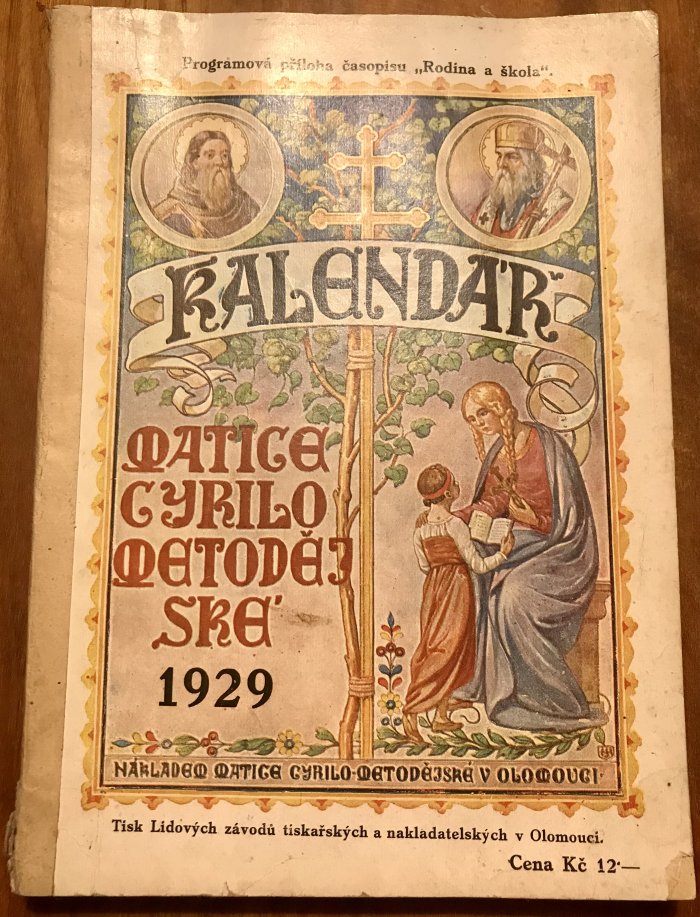 Programová příloha časopisu „Rodina a škola“.
KALENDÁŘ
MATICE
CYRILO
METODĚJ
SKÉ
1929
NÁKLADEM MATICE CYRILO-METODĚJSKÉ V OLOMOUCI
Tisk Lidových závodů tiskařských a nakladatelských v Olomouci.
Cena Kč 12·—